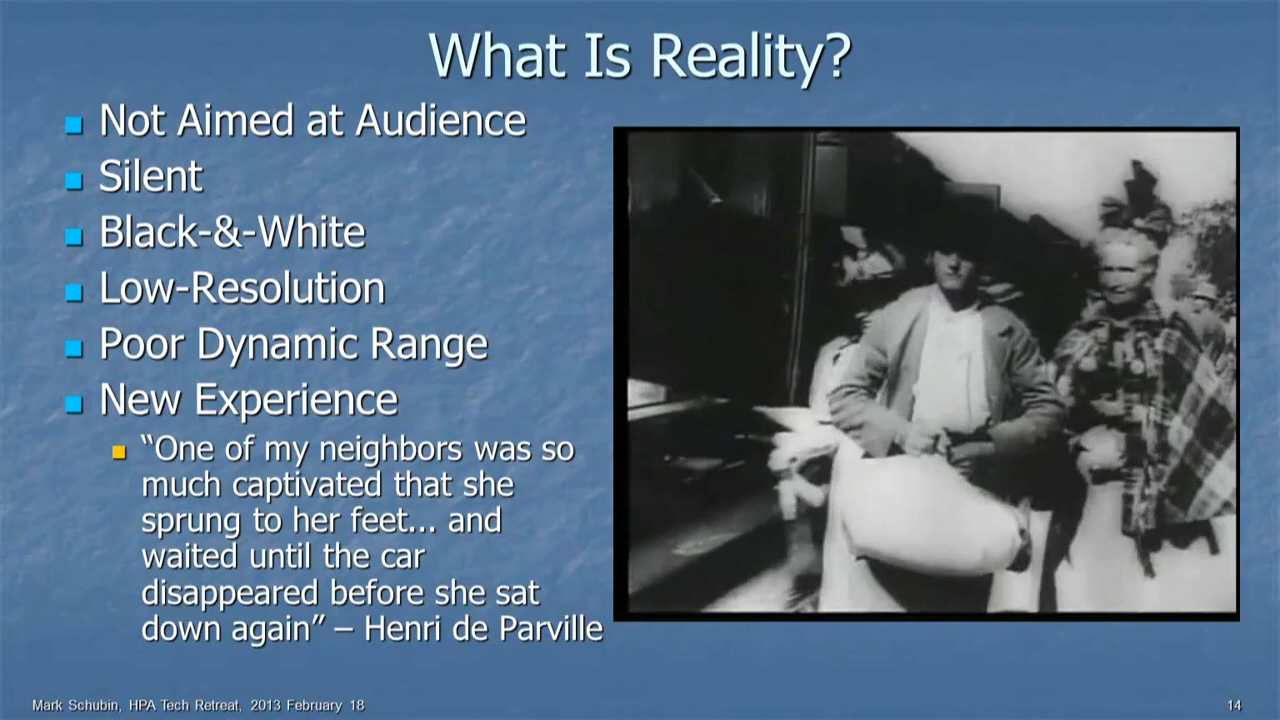 What Is Reality?
Not Aimed at Audience
Silent
Black-&-White
Low-Resolution
Poor Dynamic Range
New Experience
“One of my neighbors was so
much captivated that she
sprung to her feet... and
waited until the car
disappeared before she sat
down again” – Henri de Parville
Mark Schubin, HPA Tech Retreat, 2013 February 18
14